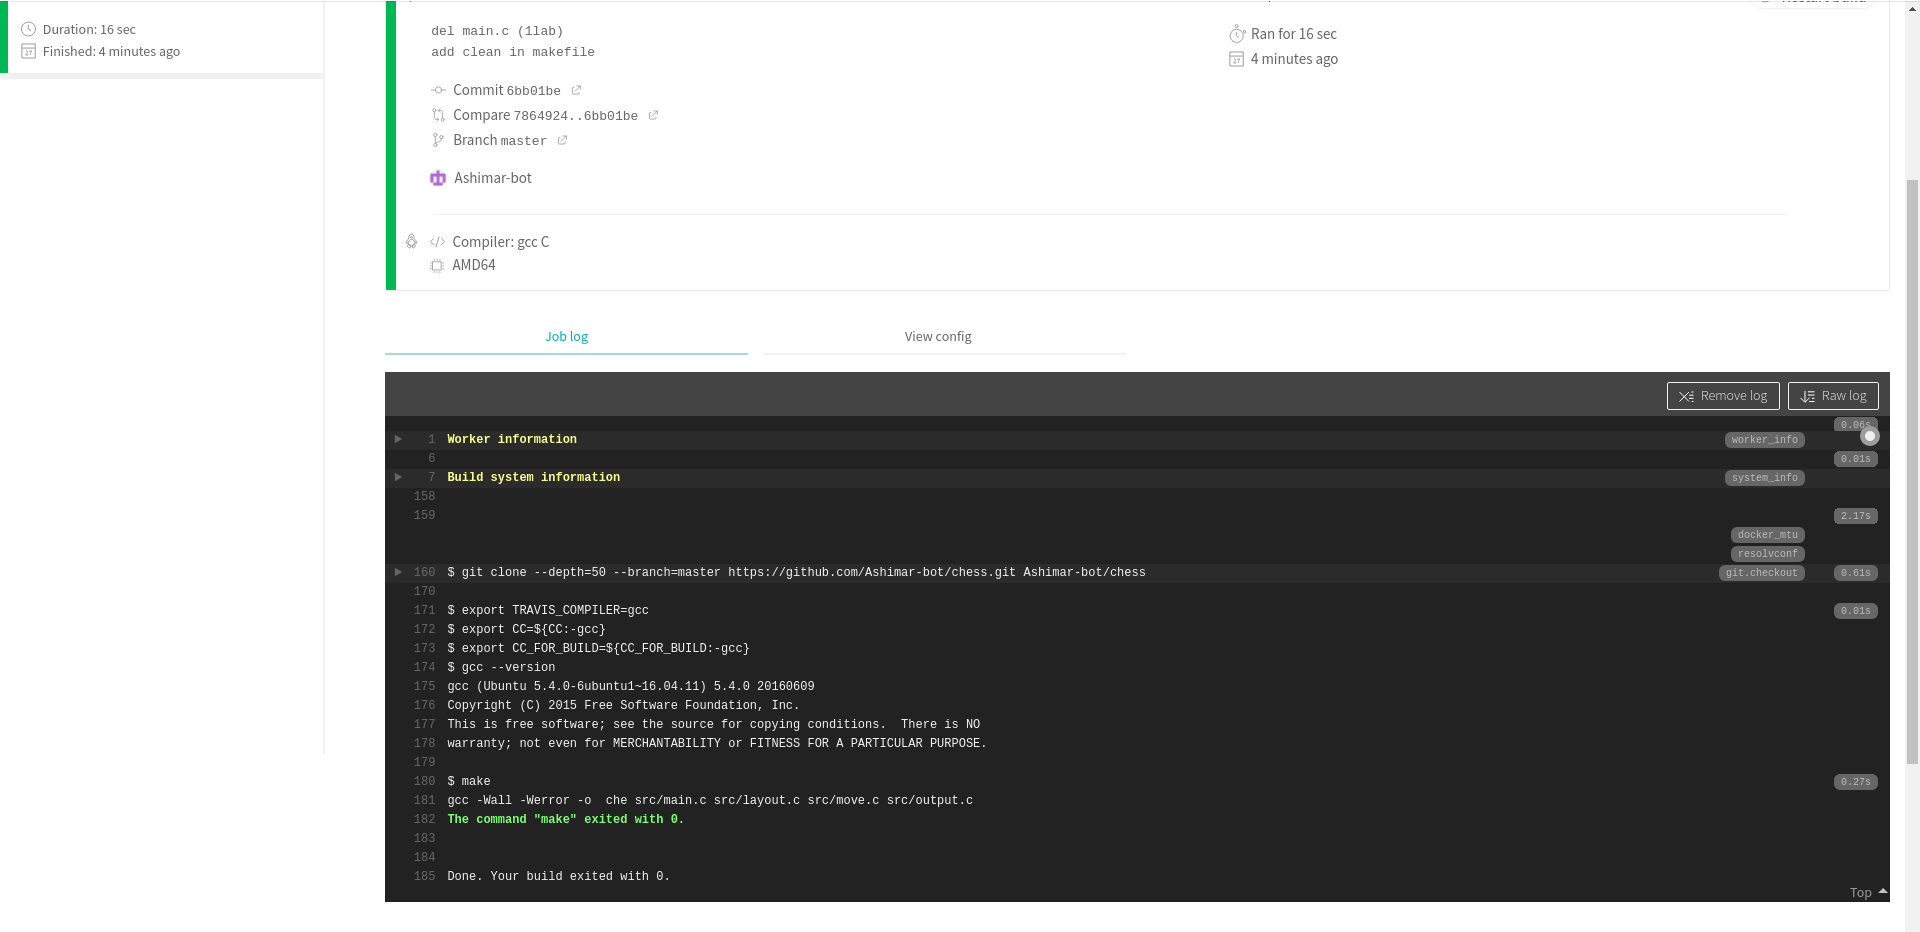 Duration: 16 sec
Finished: 4 minutes ago
del main.c (1lab)
add clean in makefile
Commit 6bb01be
Compare 7864924..6bb01be
Branch master
Ashimar-bot
Ran for 16 sec
4 minutes ago
Compiler: gcc C
AMD64
Job log
View config
Remove log
Raw log
0.06s
1 Worker information worker_info
6 0.01s
7 Build system information system_info
158
159 2.17s
docker_mtu
resolvconf
160 $ git clone --depth=50 --branch=master https://github.com/Ashimar-bot/chess.git Ashimar-bot/chess git.checkout 0.61s
170
171 $ export TRAVIS_COMPILER=gcc 0.01s
172 $ export CC=${CC:-gcc}
173 $ export CC_FOR_BUILD=${CC_FOR_BUILD:-gcc}
174 $ gcc --version
175 gcc (Ubuntu 5.4.0-6ubuntu1~16.04.11) 5.4.0 20160609
176 Copyright (C) 2015 Free Software Foundation, Inc.
177 This is free software; see the source for copying conditions.  There is NO
178 warranty; not even for MERCHANTABILITY or FITNESS FOR A PARTICULAR PURPOSE.
179
180 $ make 0.27s
181 gcc -Wall -Werror -o  che src/main.c src/layout.c src/move.c src/output.c
182 The command "make" exited with 0.
183
184
185 Done. Your build exited with 0.
Top